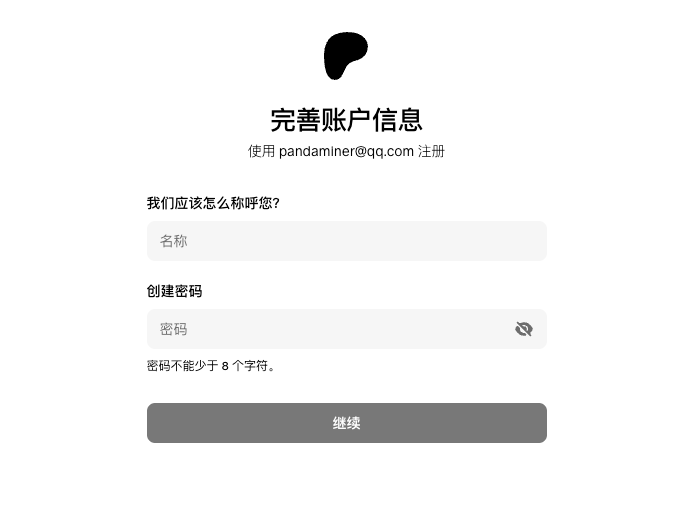 完善账户信息
使用 pandaminer@qq.com 注册
我们应该怎么称呼您?
名称
创建密码
密码
密码不能少于 8 个字符。
继续